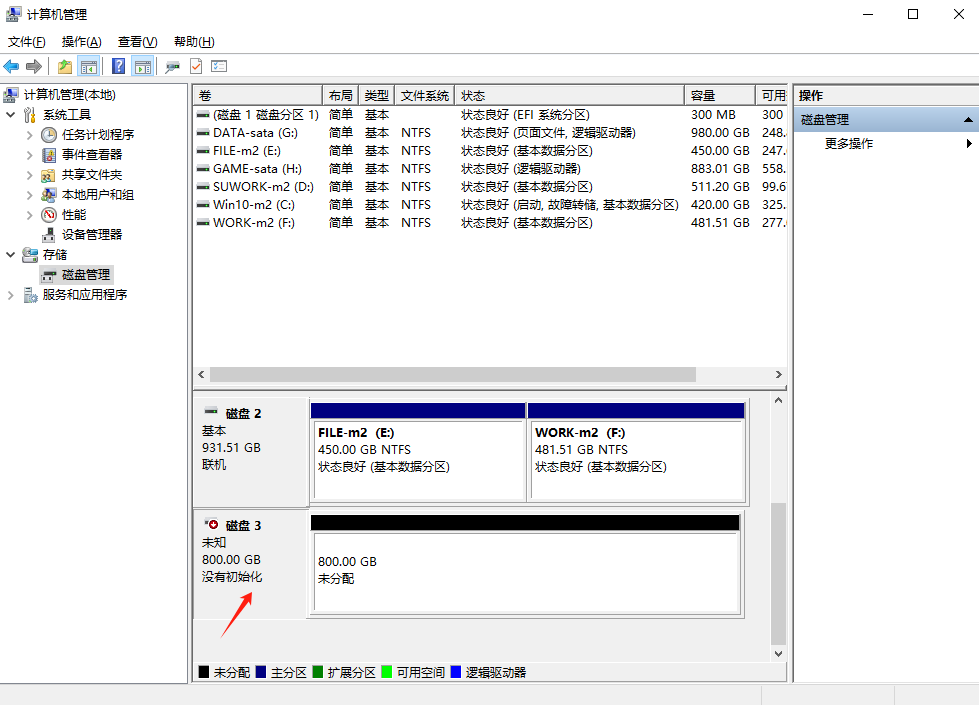 计算机管理
文件(F) 操作(A) 查看(V) 帮助(H)
计算机管理(本地)
系统工具
任务计划程序
事件查看器
共享文件夹
本地用户和组
性能
设备管理器
存储
磁盘管理
服务和应用程序
卷 布局 类型 文件系统 状态 容量 可用
(磁盘 1 磁盘分区 1) 简单 基本 状态良好 (EFI 系统分区) 300 MB 300
DATA-sata (G:) 简单 基本 NTFS 状态良好 (页面文件, 逻辑驱动器) 980.00 GB 248.
FILE-m2 (E:) 简单 基本 NTFS 状态良好 (基本数据分区) 450.00 GB 247.
GAME-sata (H:) 简单 基本 NTFS 状态良好 (逻辑驱动器) 883.01 GB 558.
SUWORK-m2 (D:) 简单 基本 NTFS 状态良好 (基本数据分区) 511.20 GB 99.6
Win10-m2 (C:) 简单 基本 NTFS 状态良好 (启动, 故障转储, 基本数据分区) 420.00 GB 325.
WORK-m2 (F:) 简单 基本 NTFS 状态良好 (基本数据分区) 481.51 GB 277.
磁盘 2
基本
931.51 GB
联机
FILE-m2 (E:)
450.00 GB NTFS
状态良好 (基本数据分区)
WORK-m2 (F:)
481.51 GB NTFS
状态良好 (基本数据分区)
磁盘 3
未知
800.00 GB
没有初始化
800.00 GB
未分配
未分配 主分区 扩展分区 可用空间 逻辑驱动器
操作
磁盘管理
更多操作